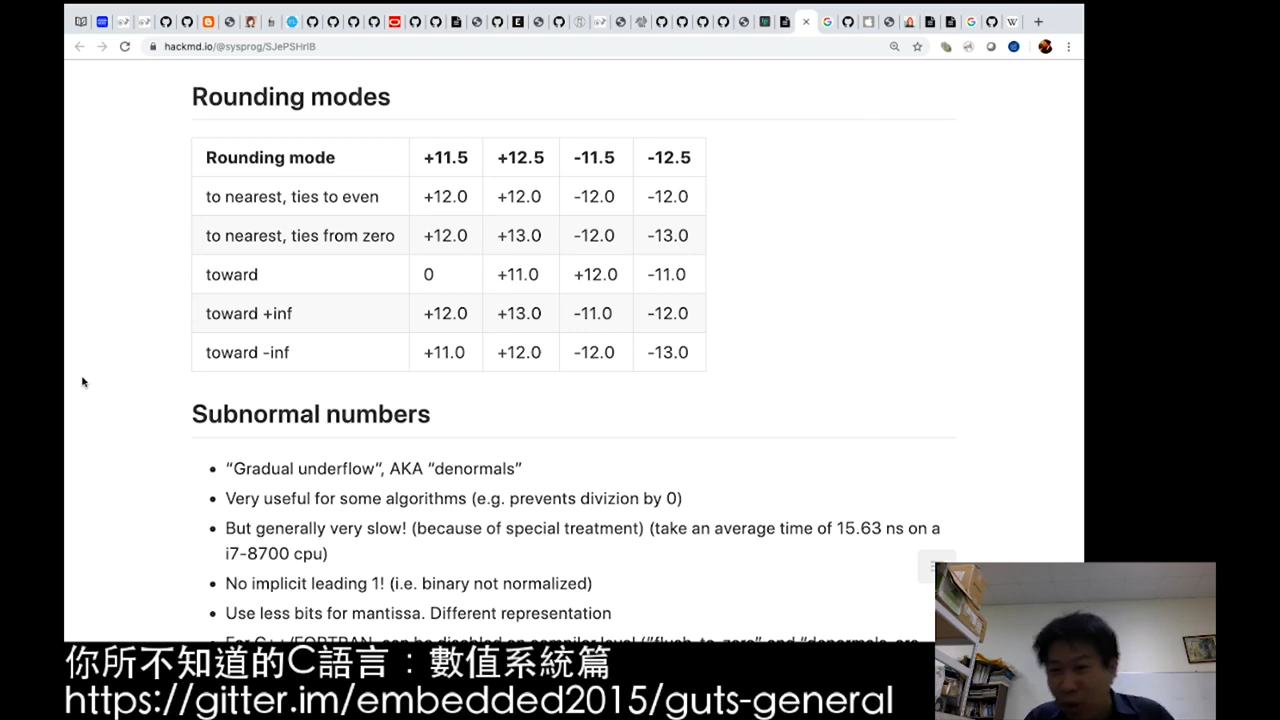 hackmd.io/@sysprog/SJePSHrlB
Rounding modes
Rounding mode +11.5 +12.5 -11.5 -12.5
to nearest, ties to even +12.0 +12.0 -12.0 -12.0
to nearest, ties from zero +12.0 +13.0 -12.0 -13.0
toward 0 +11.0 +12.0 -11.0
toward +inf +12.0 +13.0 -11.0 -12.0
toward -inf +11.0 +12.0 -12.0 -13.0
Subnormal numbers
“Gradual underflow”, AKA “denormals”
Very useful for some algorithms (e.g. prevents divizion by 0)
But generally very slow! (because of special treatment) (take an average time of 15.63 ns on a
i7-8700 cpu)
No implicit leading 1! (i.e. binary not normalized)
Use less bits for mantissa. Different representation
你所不知道的C語言：數值系統篇
https://gitter.im/embedded2015/guts-general